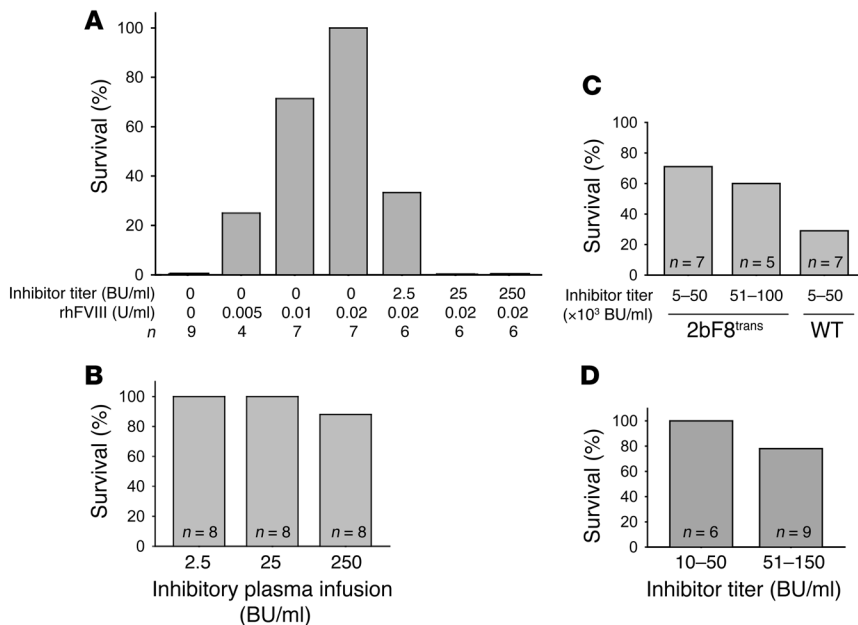 A
Survival (%)
100
80
60
40
20
0
Inhibitor titer (BU/ml) 0 0 0 0 2.5 25 250
rhFVIII (U/ml) 0 0.005 0.01 0.02 0.02 0.02 0.02
n 9 4 7 7 6 6 6
B
Survival (%)
100
80
60
40
20
0
n = 8 n = 8 n = 8
2.5 25 250
Inhibitory plasma infusion
(BU/ml)
C
Survival (%)
100
80
60
40
20
0
n = 7 n = 5 n = 7
Inhibitor titer 5–50 51–100 5–50
(×10³ BU/ml)
2bF8ᵗʳᵃⁿˢ WT
D
Survival (%)
100
80
60
40
20
0
n = 6 n = 9
10–50 51–150
Inhibitor titer (BU/ml)